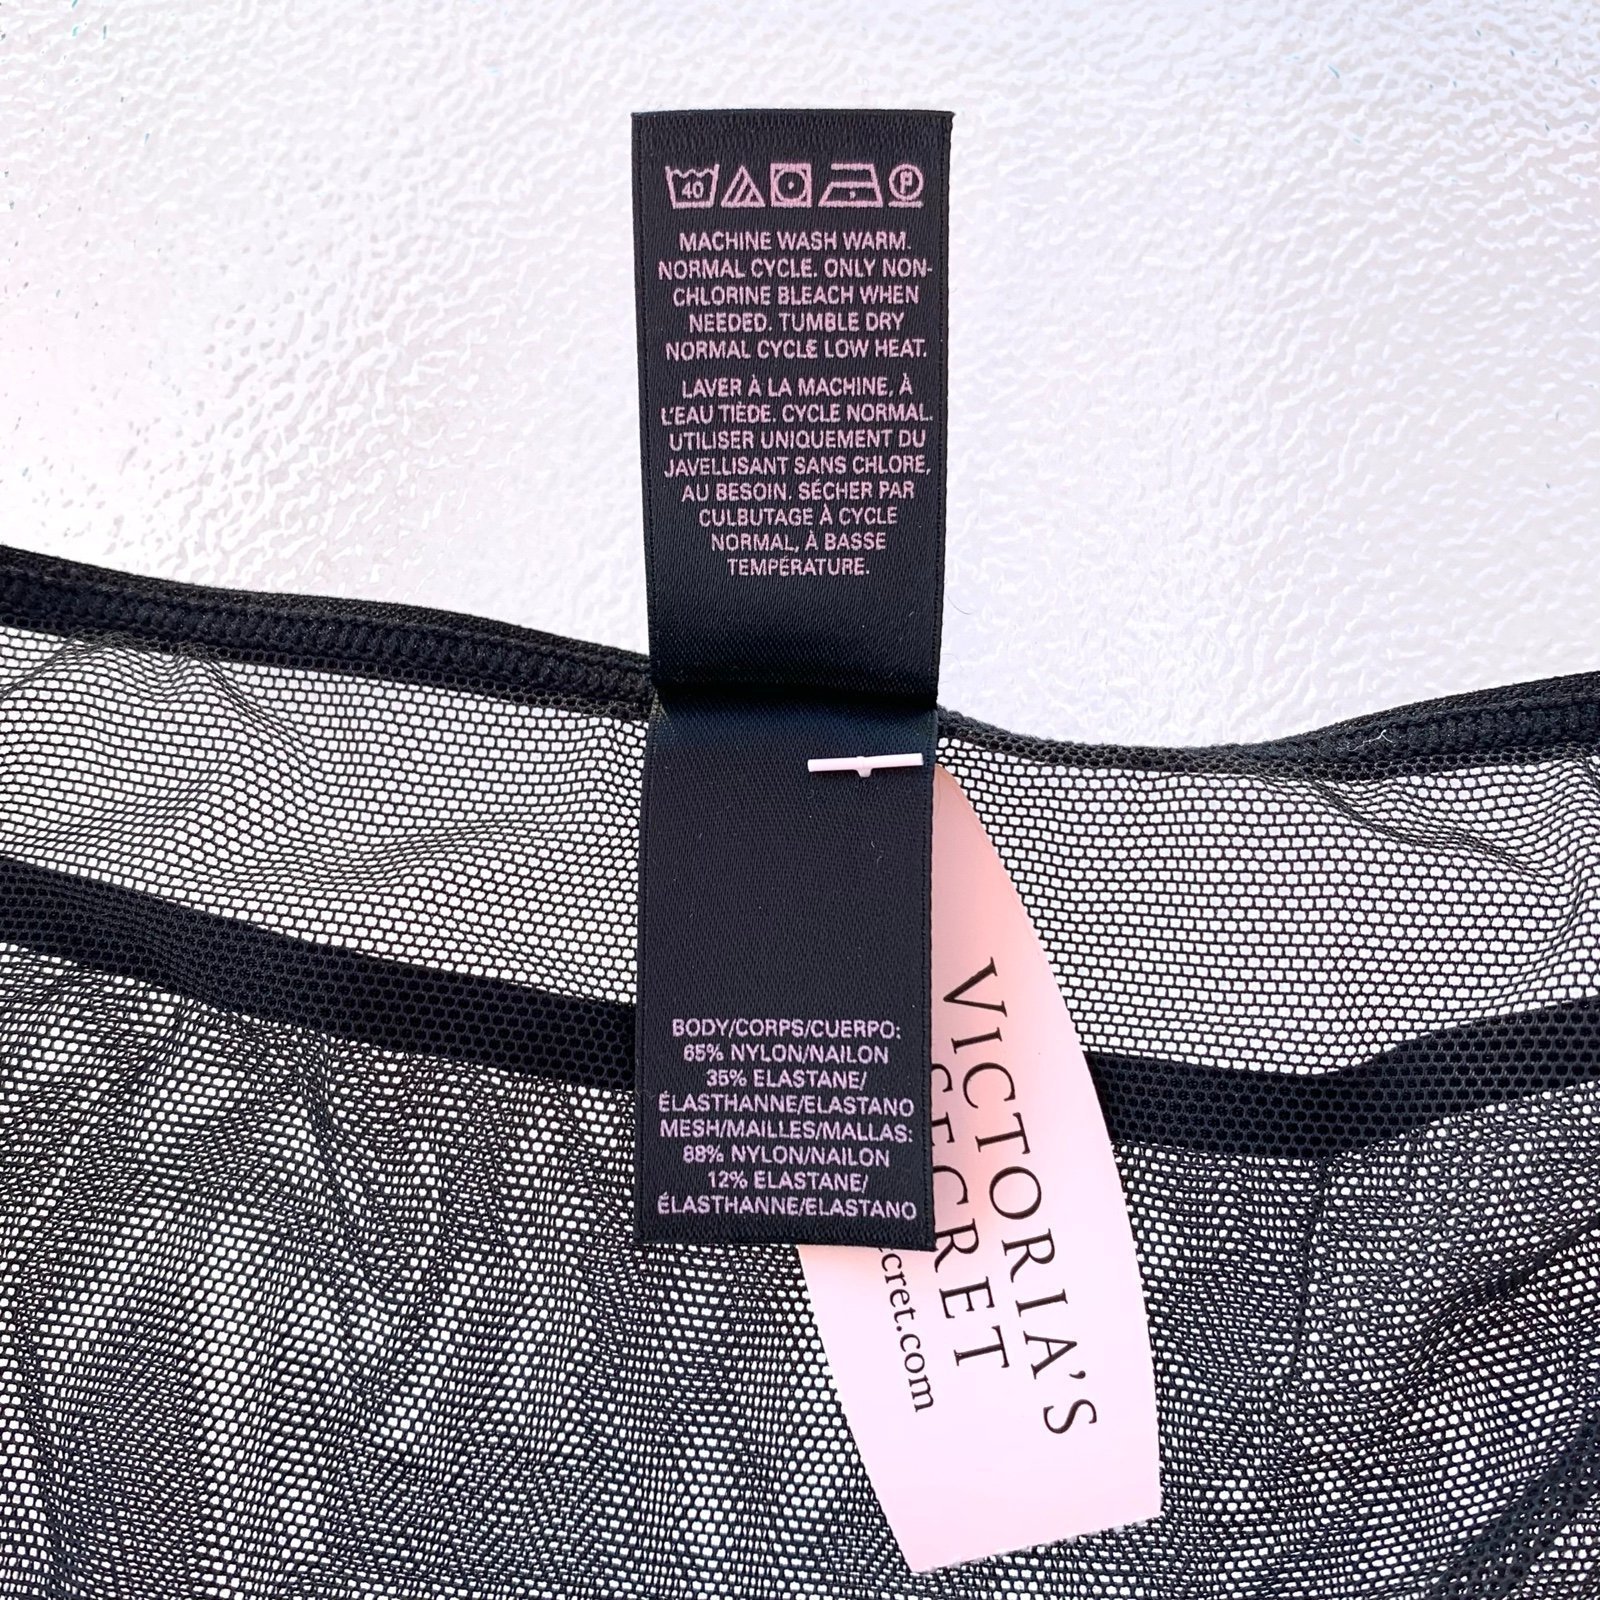 40 P
MACHINE WASH WARM.
NORMAL CYCLE. ONLY NON-
CHLORINE BLEACH WHEN
NEEDED. TUMBLE DRY
NORMAL CYCLE LOW HEAT.
LAVER À LA MACHINE, À
L'EAU TIÈDE. CYCLE NORMAL.
UTILISER UNIQUEMENT DU
JAVELLISANT SANS CHLORE,
AU BESOIN. SÉCHER PAR
CULBUTAGE À CYCLE
NORMAL, À BASSE
TEMPÉRATURE.
BODY/CORPS/CUERPO:
65% NYLON/NAILON
35% ELASTANE/
ÉLASTHANNE/ELASTANO
MESH/MAILLES/MALLAS:
88% NYLON/NAILON
12% ELASTANE/
ÉLASTHANNE/ELASTANO
VICTORIA'S
SECRET
cret.com